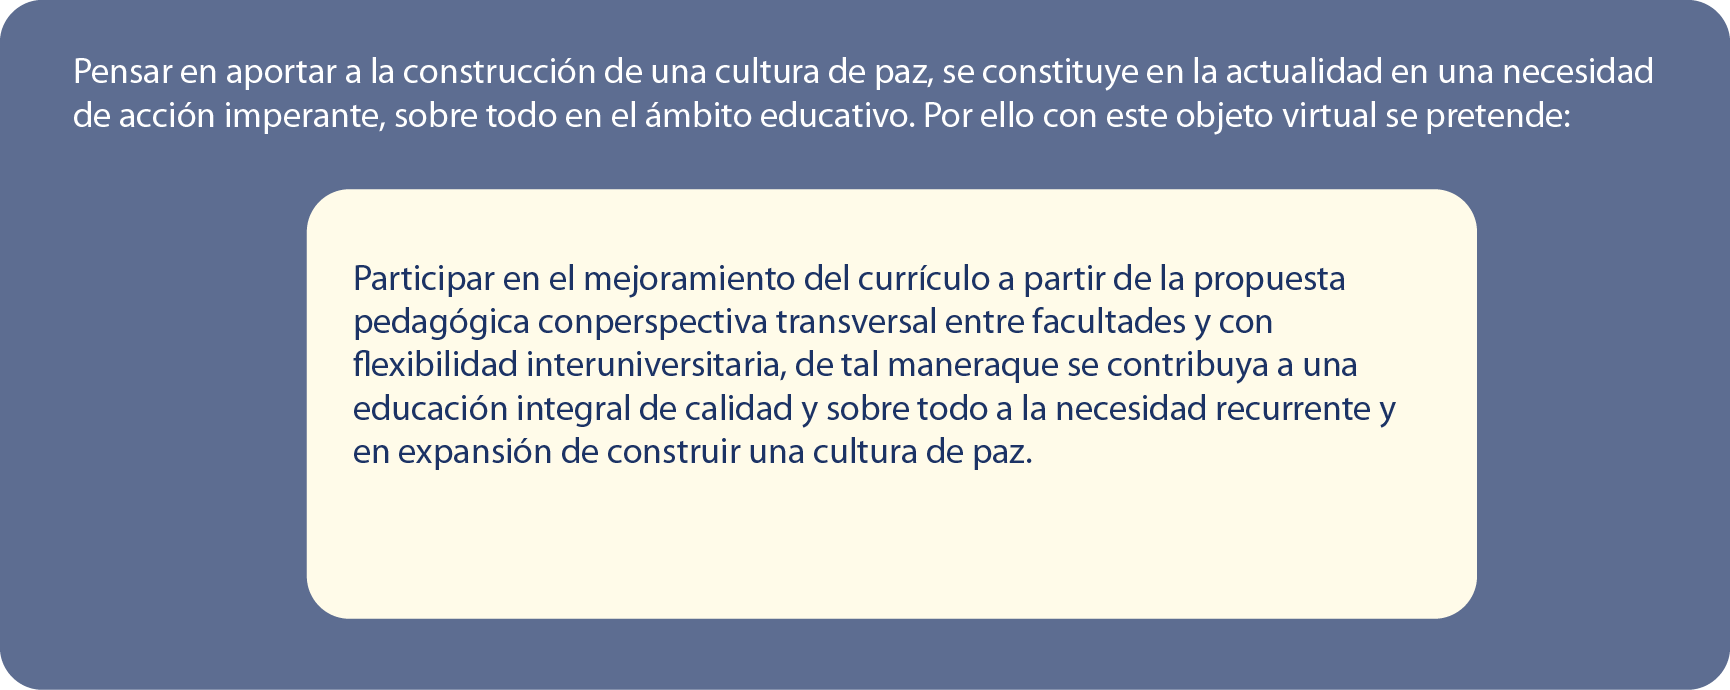 Pensar en aportar a la construcción de una cultura de paz, se constituye en la actualidad en una necesidad
de acción imperante, sobre todo en el ámbito educativo. Por ello con este objeto virtual se pretende:
Participar en el mejoramiento del currículo a partir de la propuesta
pedagógica conperspectiva transversal entre facultades y con
flexibilidad interuniversitaria, de tal maneraque se contribuya a una
educación integral de calidad y sobre todo a la necesidad recurrente y
en expansión de construir una cultura de paz.